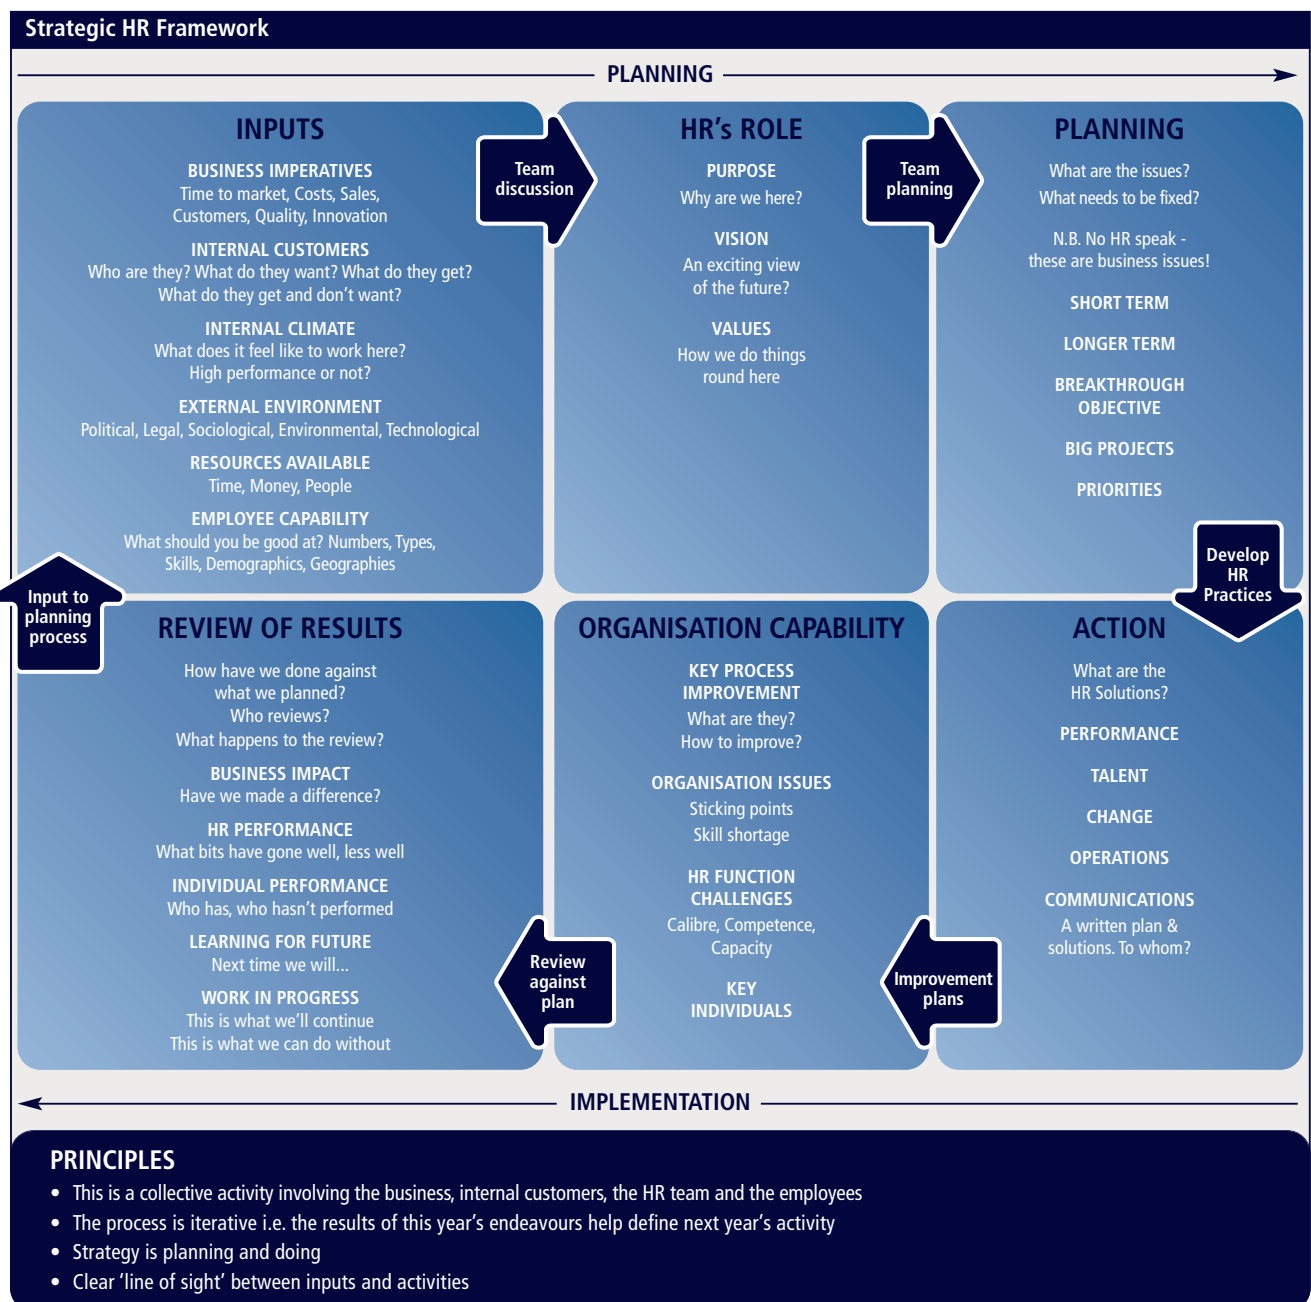 Strategic HR Framework
PLANNING
INPUTS
BUSINESS IMPERATIVES
Time to market, Costs, Sales,
Customers, Quality, Innovation
INTERNAL CUSTOMERS
Who are they? What do they want? What do they get?
What do they get and don't want?
INTERNAL CLIMATE
What does it feel like to work here?
High performance or not?
EXTERNAL ENVIRONMENT
Political, Legal, Sociological, Environmental, Technological
RESOURCES AVAILABLE
Time, Money, People
EMPLOYEE CAPABILITY
What should you be good at? Numbers, Types,
Skills, Demographics, Geographies
Team
discussion
HR's ROLE
PURPOSE
Why are we here?
VISION
An exciting view
of the future?
VALUES
How we do things
round here
Team
planning
PLANNING
What are the issues?
What needs to be fixed?
N.B. No HR speak -
these are business issues!
SHORT TERM
LONGER TERM
BREAKTHROUGH
OBJECTIVE
BIG PROJECTS
PRIORITIES
Develop
HR
Practices
ACTION
What are the
HR Solutions?
PERFORMANCE
TALENT
CHANGE
OPERATIONS
COMMUNICATIONS
A written plan &
solutions. To whom?
Improvement
plans
ORGANISATION CAPABILITY
KEY PROCESS
IMPROVEMENT
What are they?
How to improve?
ORGANISATION ISSUES
Sticking points
Skill shortage
HR FUNCTION
CHALLENGES
Calibre, Competence,
Capacity
KEY
INDIVIDUALS
Review
against
plan
REVIEW OF RESULTS
How have we done against
what we planned?
Who reviews?
What happens to the review?
BUSINESS IMPACT
Have we made a difference?
HR PERFORMANCE
What bits have gone well, less well
INDIVIDUAL PERFORMANCE
Who has, who hasn't performed
LEARNING FOR FUTURE
Next time we will...
WORK IN PROGRESS
This is what we'll continue
This is what we can do without
Input to
planning
process
IMPLEMENTATION
PRINCIPLES
• This is a collective activity involving the business, internal customers, the HR team and the employees
• The process is iterative i.e. the results of this year's endeavours help define next year's activity
• Strategy is planning and doing
• Clear 'line of sight' between inputs and activities